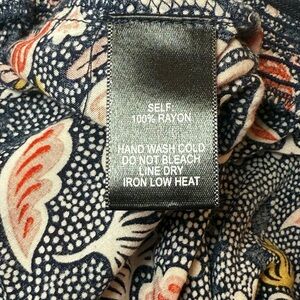 SELF:
100% RAYON
HAND WASH COLD
DO NOT BLEACH
LINE DRY
IRON LOW HEAT